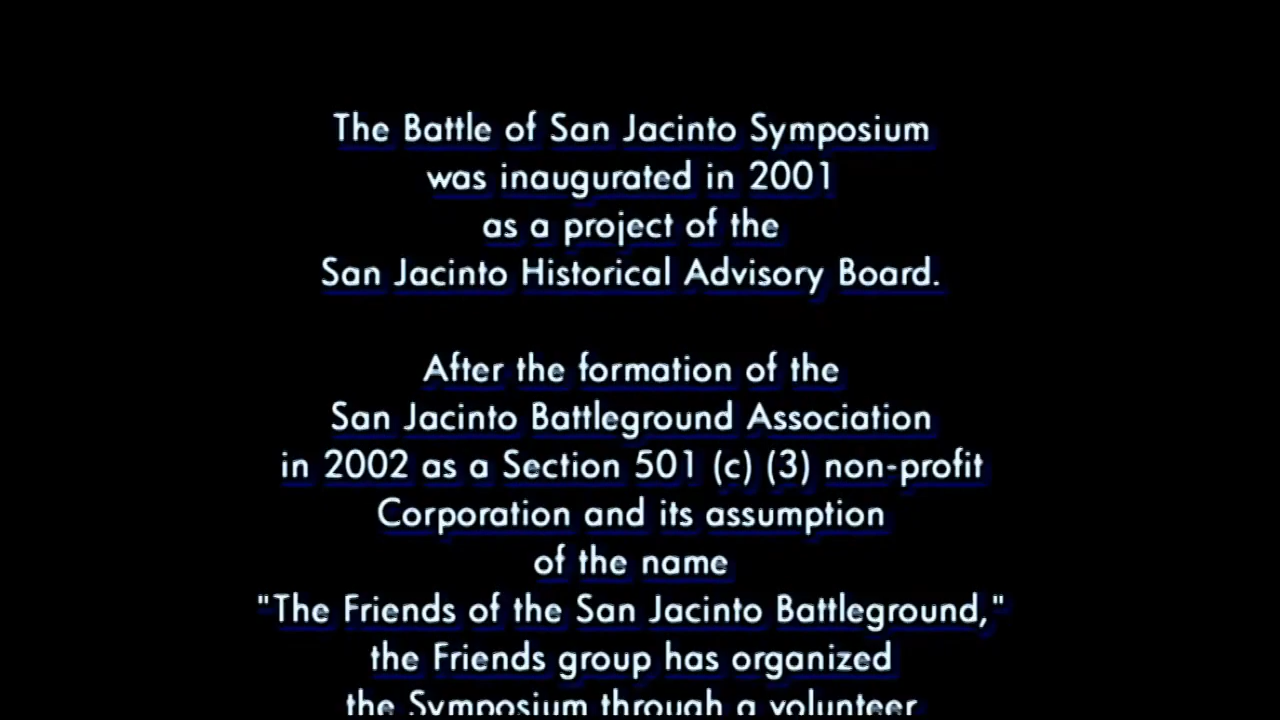 The Battle of San Jacinto Symposium
was inaugurated in 2001
as a project of the
San Jacinto Historical Advisory Board.
After the formation of the
San Jacinto Battleground Association
in 2002 as a Section 501 (c) (3) non-profit
Corporation and its assumption
of the name
"The Friends of the San Jacinto Battleground,"
the Friends group has organized
the Symposium through a volunteer